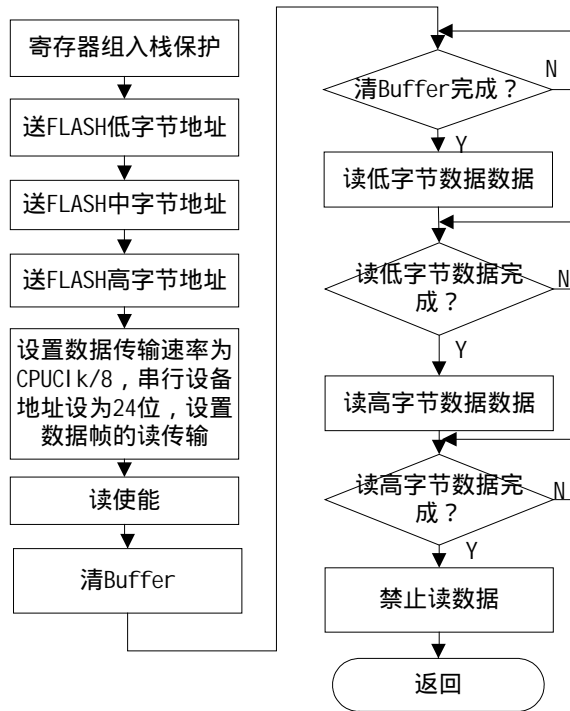 寄存器组入栈保护
送FLASH低字节地址
送FLASH中字节地址
送FLASH高字节地址
设置数据传输速率为
CPUClk/8，串行设备
地址设为24位，设置
数据帧的读传输
读使能
清Buffer
清Buffer完成？
N
Y
读低字节数据数据
读低字节数据完
成？
N
Y
读高字节数据数据
读高字节数据完
成？
N
Y
禁止读数据
返回